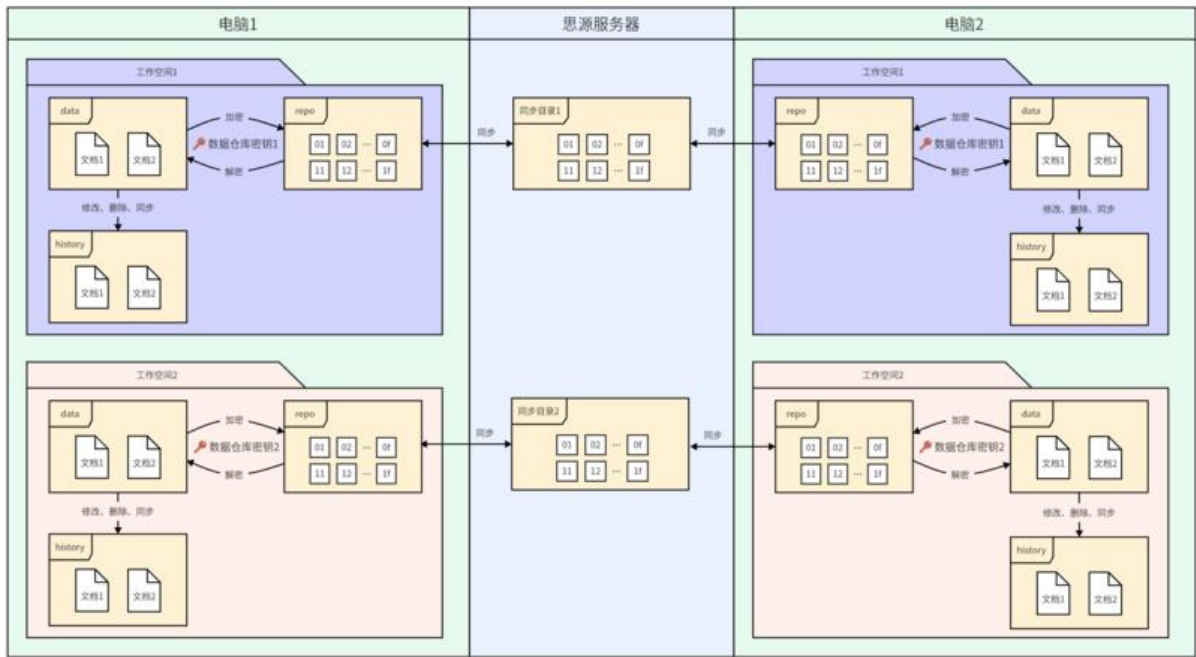 电脑1
思源服务器
电脑2
工作空间1
data
文档1 文档2
加密
数据仓库密钥1
解密
repo
01 02 ... 0f
11 12 ... 1f
修改、删除、同步
history
文档1 文档2
同步
同步目录1
01 02 ... 0f
11 12 ... 1f
同步
工作空间1
repo
01 02 ... 0f
11 12 ... 1f
加密
数据仓库密钥1
解密
data
文档1 文档2
修改、删除、同步
history
文档1 文档2
工作空间2
data
文档1 文档2
加密
数据仓库密钥2
解密
repo
01 02 ... 0f
11 12 ... 1f
修改、删除、同步
history
文档1 文档2
同步
同步目录2
01 02 ... 0f
11 12 ... 1f
同步
工作空间2
repo
01 02 ... 0f
11 12 ... 1f
加密
数据仓库密钥2
解密
data
文档1 文档2
修改、删除、同步
history
文档1 文档2